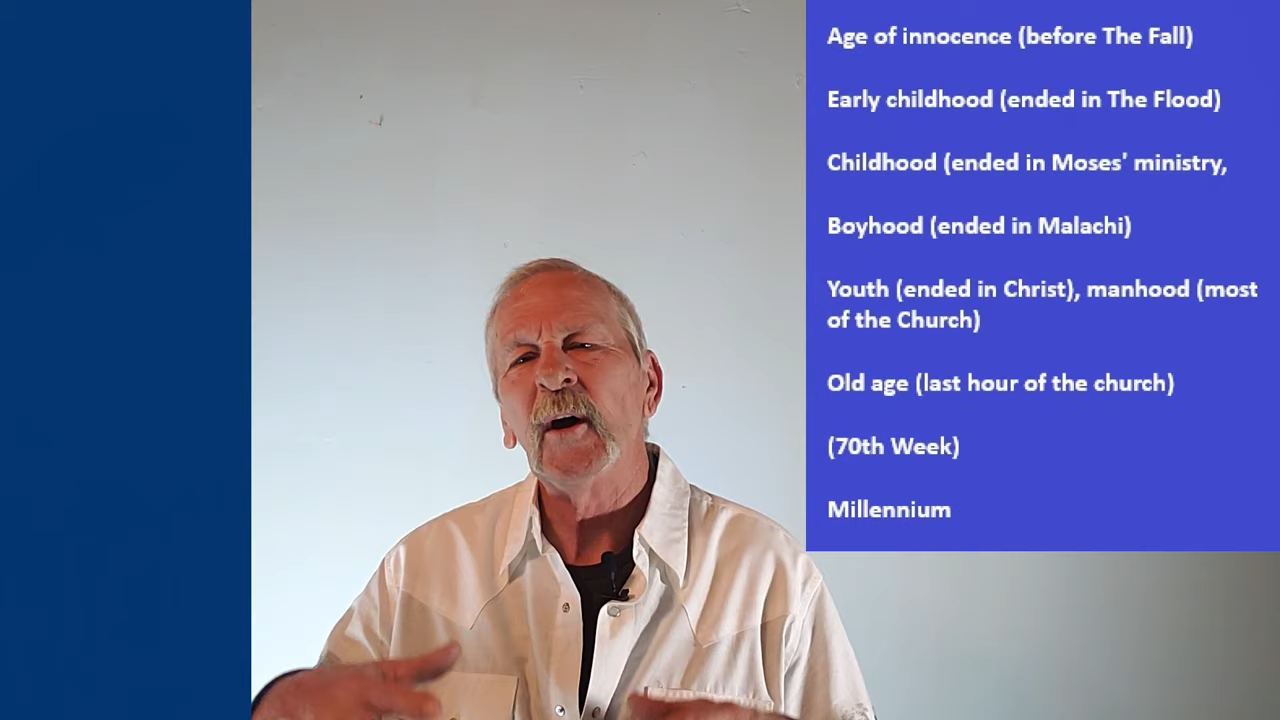 Age of innocence (before The Fall)
Early childhood (ended in The Flood)
Childhood (ended in Moses' ministry,
Boyhood (ended in Malachi)
Youth (ended in Christ), manhood (most
of the Church)
Old age (last hour of the church)
(70th Week)
Millennium